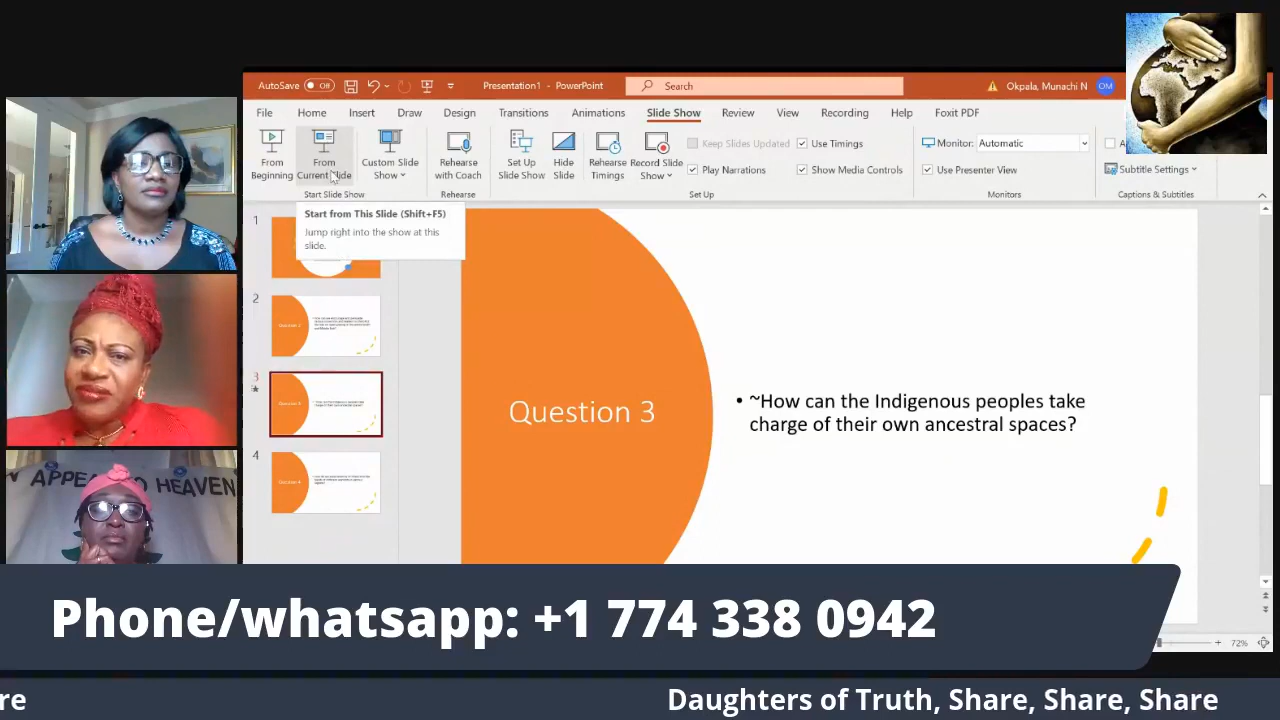 AutoSave Off Presentation1 - PowerPoint Search Okpala, Munachi N OM
File Home Insert Draw Design Transitions Animations Slide Show Review View Recording Help Foxit PDF
From Beginning
From Current Slide
Custom Slide Show
Rehearse with Coach
Set Up Slide Show
Hide Slide
Rehearse Timings
Record Slide Show
Keep Slides Updated
Use Timings
Play Narrations
Show Media Controls
Monitor: Automatic
Use Presenter View
Subtitle Settings
Start Slide Show Rehearse Set Up Monitors Captions & Subtitles
Start from This Slide (Shift+F5)
Jump right into the show at this
slide.
1
2
3
4
Question 3
• ~How can the Indigenous peoples take
charge of their own ancestral spaces?
APPEAL TO HEAVEN
72%
Phone/whatsapp: +1 774 338 0942
re Daughters of Truth, Share, Share, Share